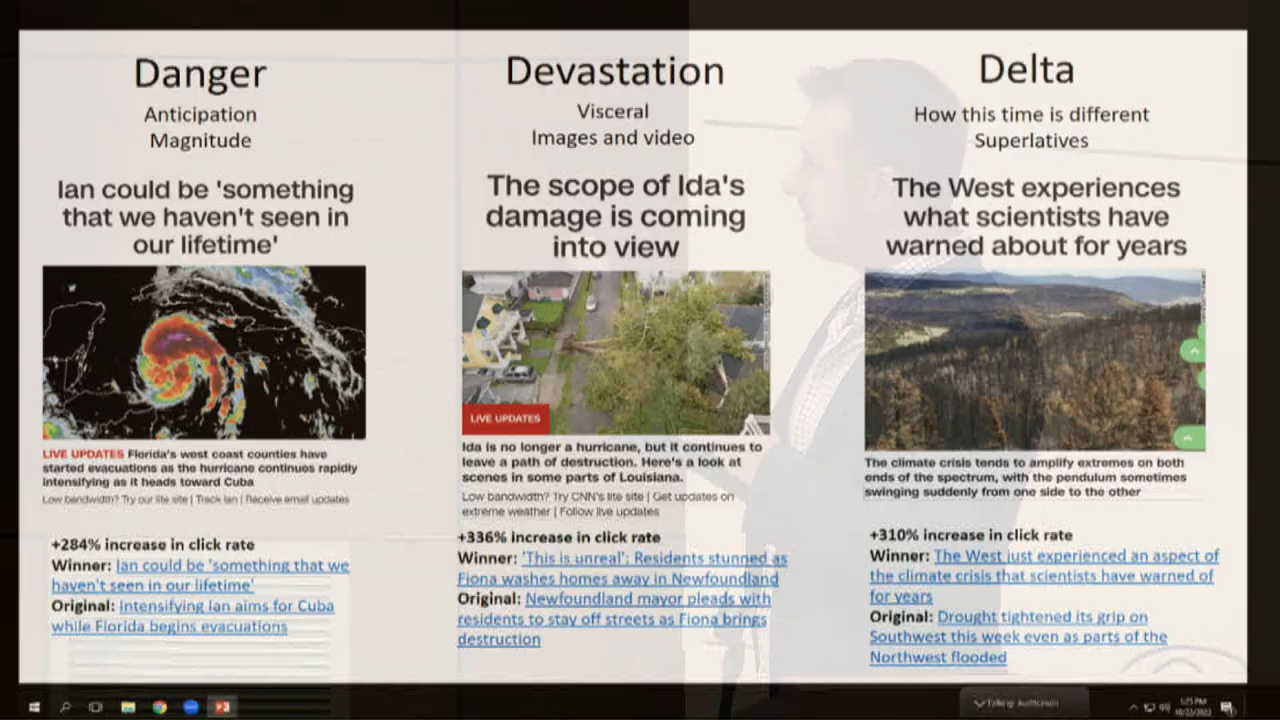 Danger
Anticipation
Magnitude
Ian could be 'something
that we haven't seen in
our lifetime'
LIVE UPDATES Florida's west coast counties have
started evacuations as the hurricane continues rapidly
intensifying as it heads toward Cuba
Low bandwidth? Try our lite site | Track Ian | Receive email updates
+284% increase in click rate
Winner: Ian could be 'something that we
haven't seen in our lifetime'
Original: Intensifying Ian aims for Cuba
while Florida begins evacuations
Devastation
Visceral
Images and video
The scope of Ida's
damage is coming
into view
LIVE UPDATES
Ida is no longer a hurricane, but it continues to
leave a path of destruction. Here's a look at
scenes in some parts of Louisiana.
Low bandwidth? Try CNN's lite site | Get updates on
extreme weather | Follow live updates
+336% increase in click rate
Winner: 'This is unreal': Residents stunned as
Fiona washes homes away in Newfoundland
Original: Newfoundland mayor pleads with
residents to stay off streets as Fiona brings
destruction
Delta
How this time is different
Superlatives
The West experiences
what scientists have
warned about for years
The climate crisis tends to amplify extremes on both
ends of the spectrum, with the pendulum sometimes
swinging suddenly from one side to the other
+310% increase in click rate
Winner: The West just experienced an aspect of
the climate crisis that scientists have warned of
for years
Original: Drought tightened its grip on
Southwest this week even as parts of the
Northwest flooded
Talking: Auditorium
1:25 PM